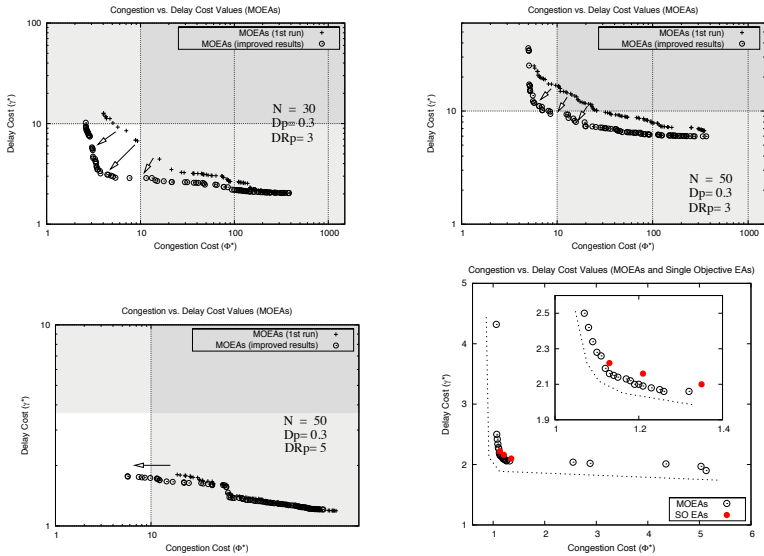 Congestion vs. Delay Cost Values (MOEAs)
MOEAs (1st run)
MOEAs (improved results)
N = 30
Dp= 0.3
DRp= 3
100
10
1
Delay Cost (γ*)
1
10
100
1000
Congestion Cost (Φ*)
Congestion vs. Delay Cost Values (MOEAs)
MOEAs (1st run)
MOEAs (improved results)
N = 50
Dp= 0.3
DRp= 3
10
1
Delay Cost (γ*)
1
10
100
1000
Congestion Cost (Φ*)
Congestion vs. Delay Cost Values (MOEAs)
MOEAs (1st run)
MOEAs (improved results)
N = 50
Dp= 0.3
DRp= 5
10
1
Delay Cost (γ*)
1
10
100
Congestion Cost (Φ*)
Congestion vs. Delay Cost Values (MOEAs and Single Objective EAs)
5
4
3
2
1
Delay Cost (γ*)
2.5
2.3
2.1
1.9
1
1.2
1.4
MOEAs
SO EAs
1
2
3
4
5
6
Congestion Cost (Φ*)